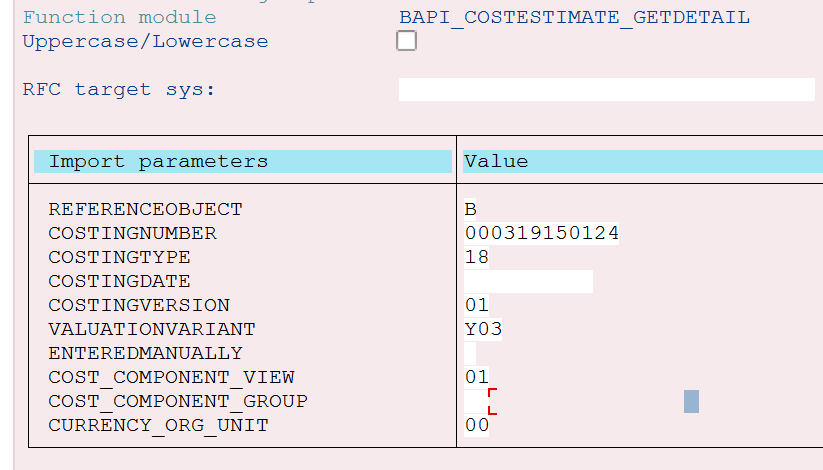 Function module BAPI_COSTESTIMATE_GETDETAIL
Uppercase/Lowercase
RFC target sys:
Import parameters Value
REFERENCEOBJECT B
COSTINGNUMBER 000319150124
COSTINGTYPE 18
COSTINGDATE
COSTINGVERSION 01
VALUATIONVARIANT Y03
ENTEREDMANUALLY
COST_COMPONENT_VIEW 01
COST_COMPONENT_GROUP
CURRENCY_ORG_UNIT 00